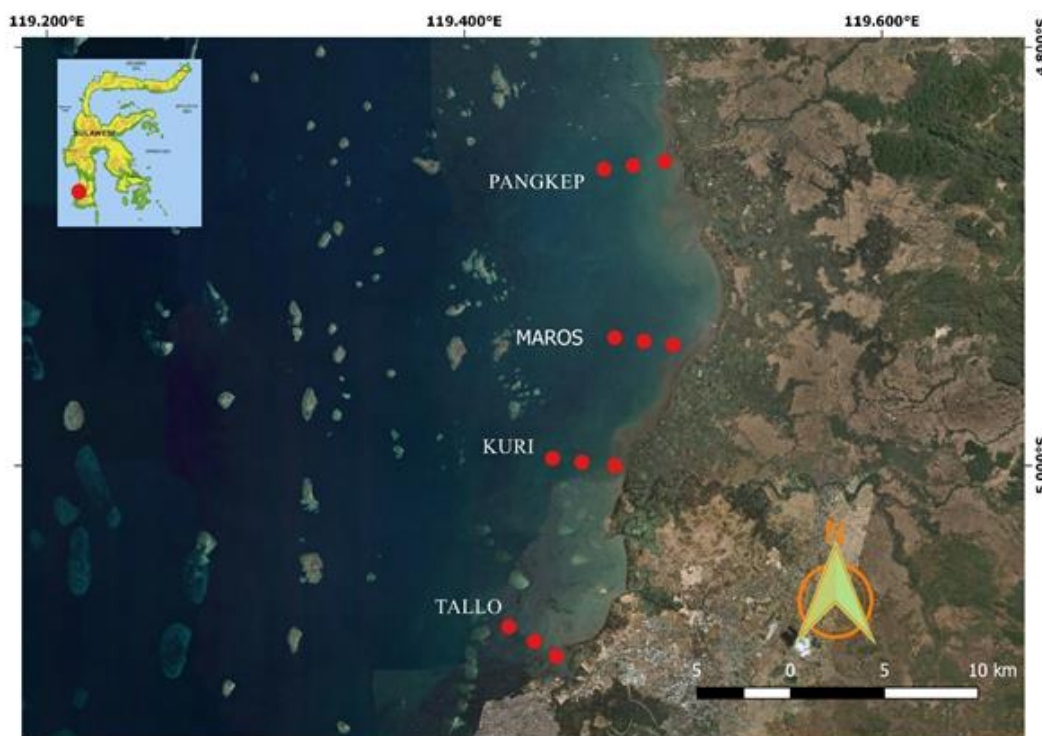 119.200°E
119.400°E
119.600°E
4.800°S
SULAWESI
PANGKEP
MAROS
KURI
5.000°S
N
TALLO
5 0 5 10 km